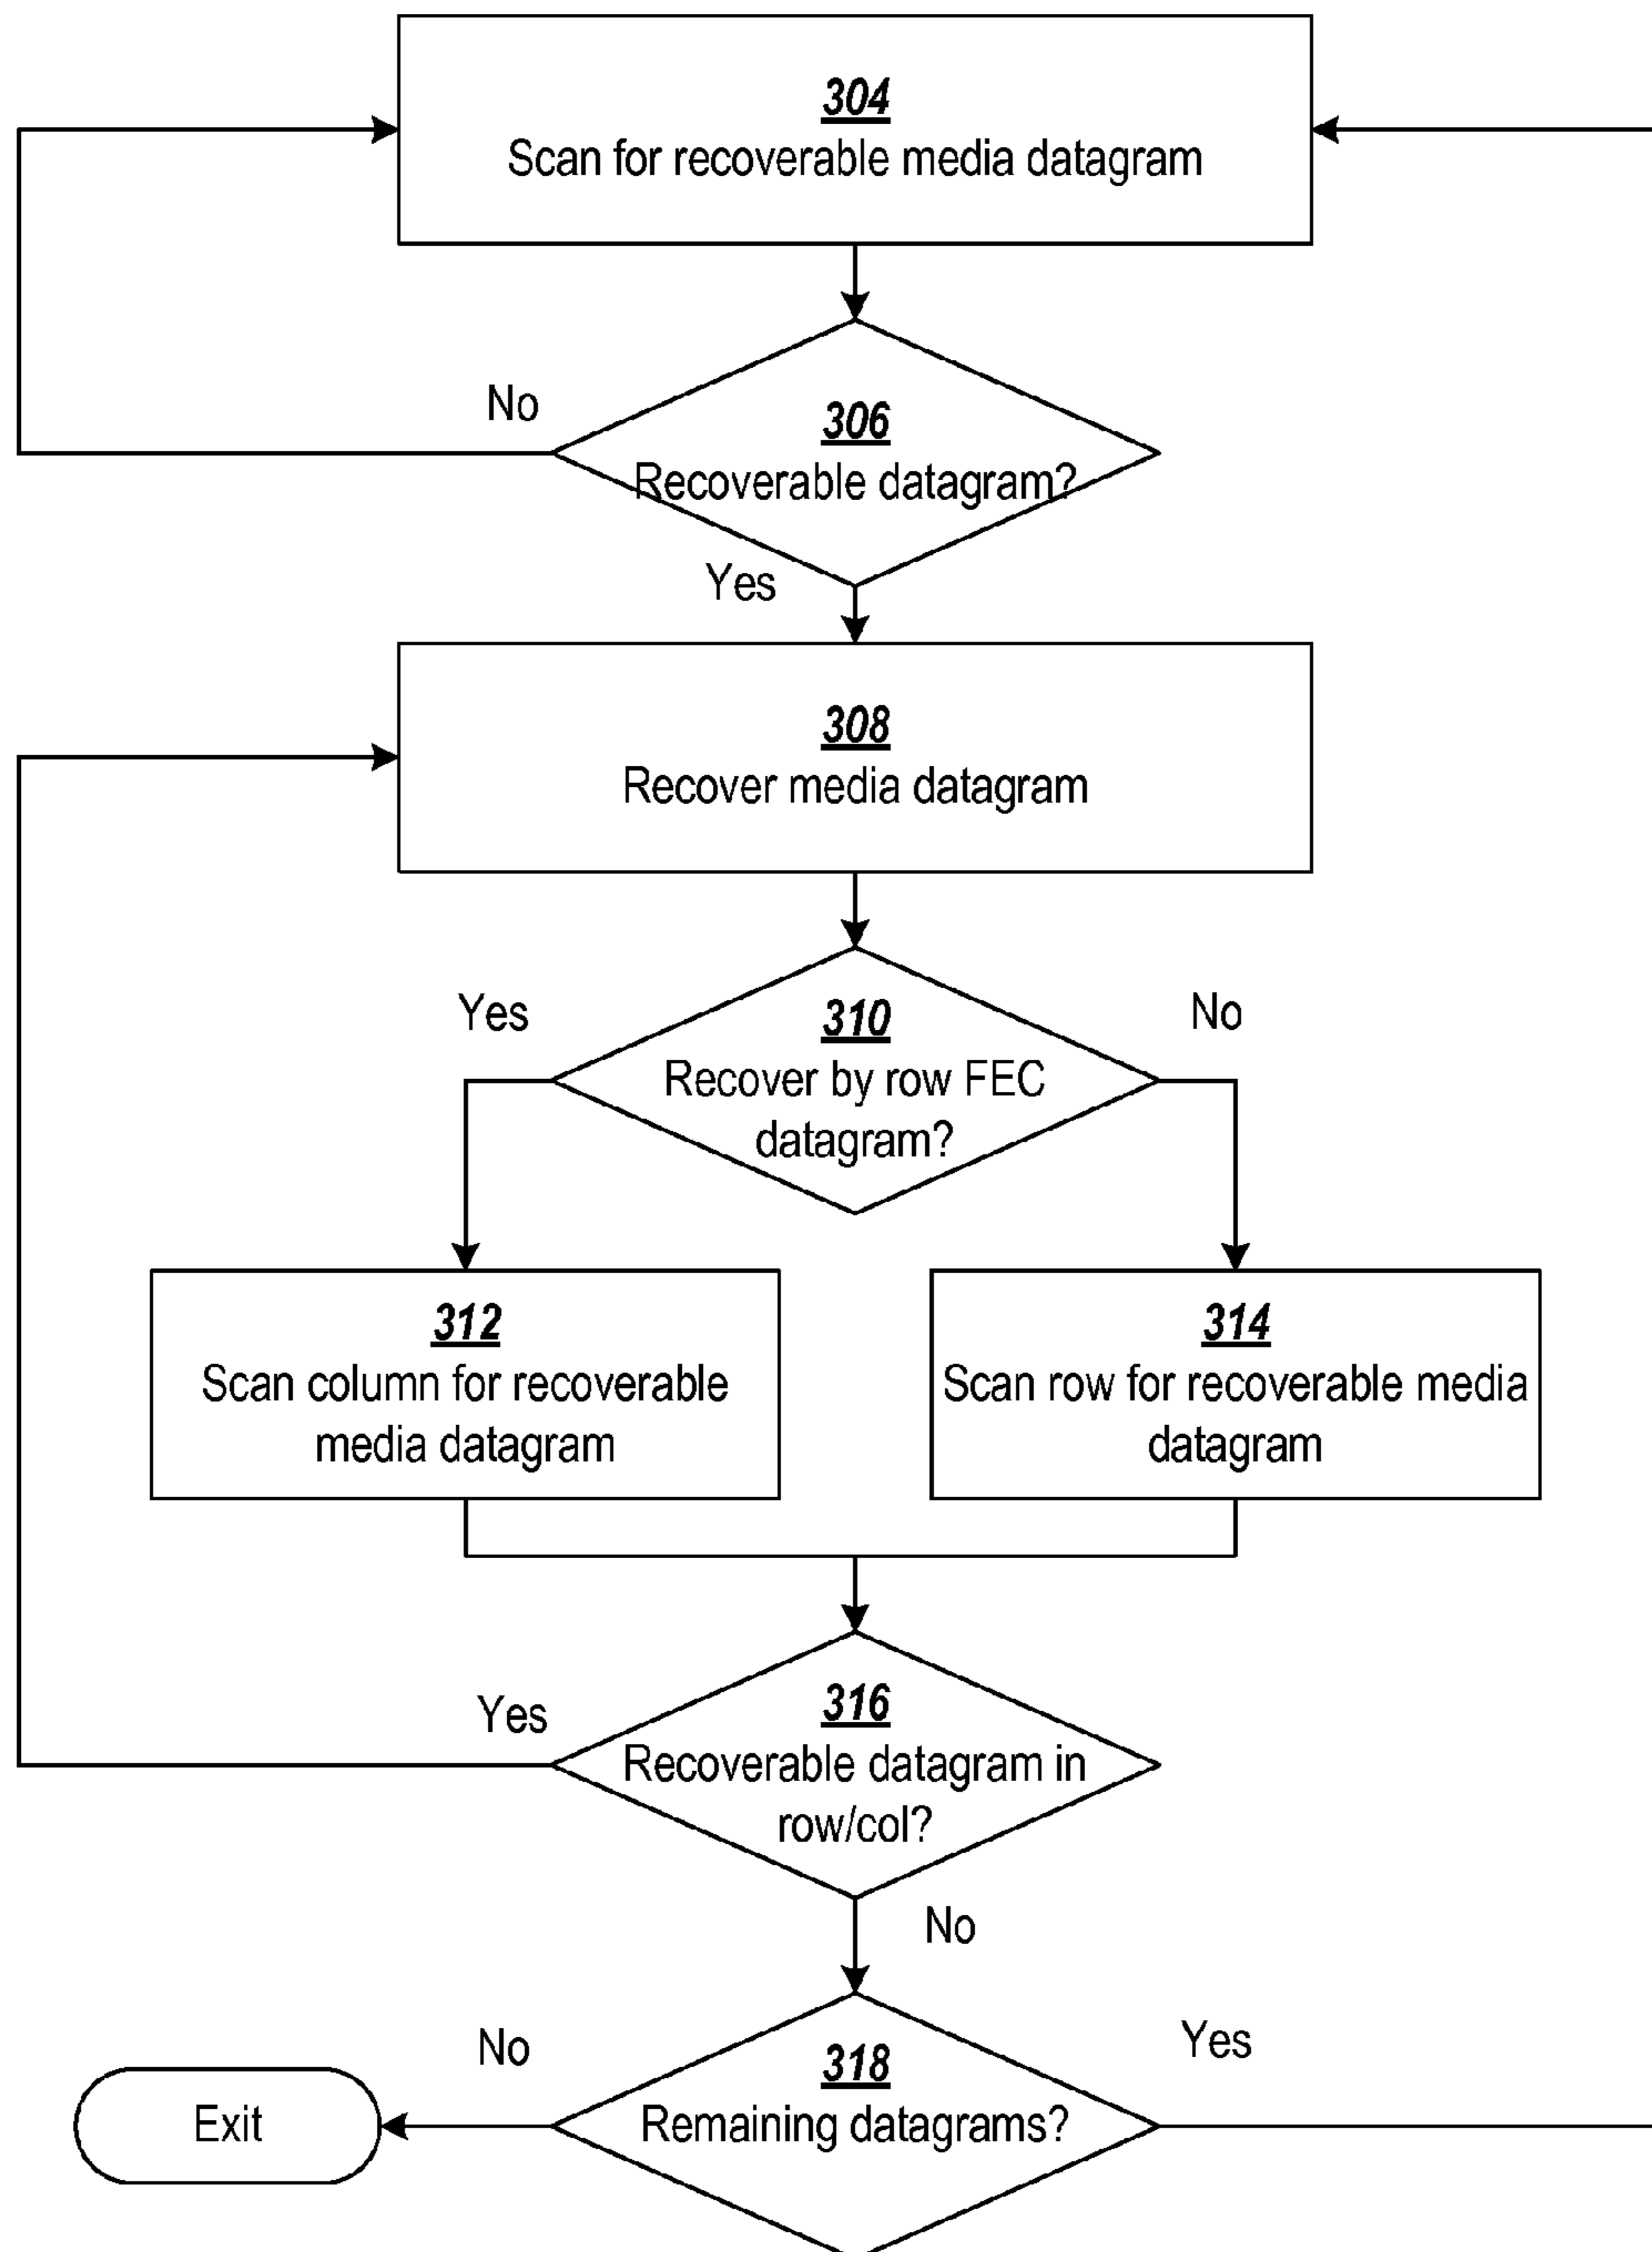 304
Scan for recoverable media datagram
No
306
Recoverable datagram?
Yes
308
Recover media datagram
Yes
No
310
Recover by row FEC
datagram?
312
Scan column for recoverable
media datagram
314
Scan row for recoverable media
datagram
Yes
316
Recoverable datagram in
row/col?
No
No
Yes
318
Remaining datagrams?
Exit